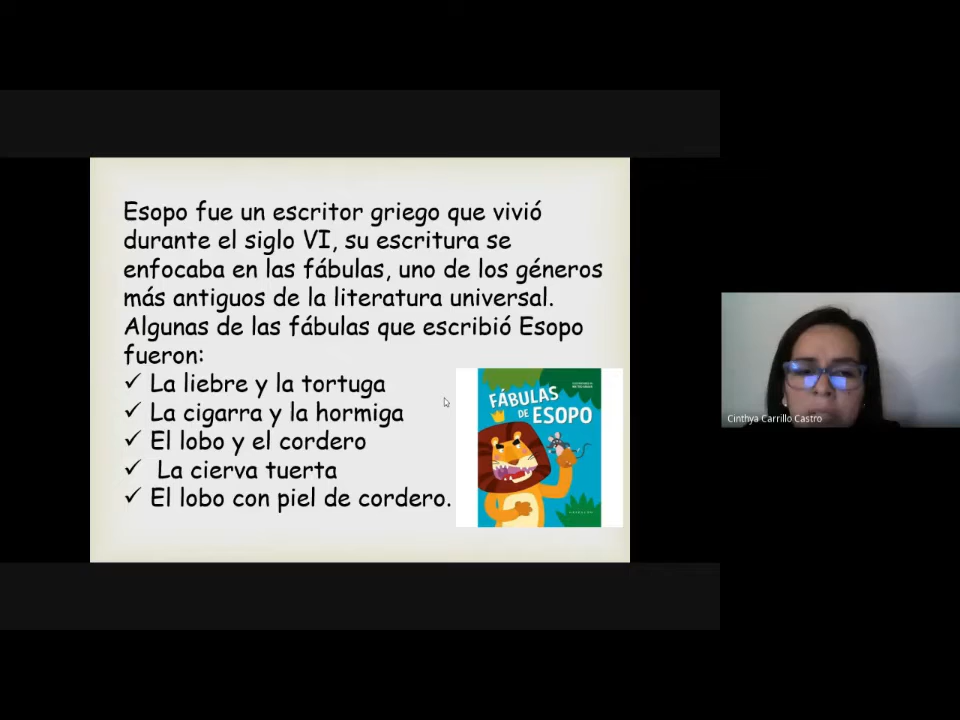 Esopo fue un escritor griego que vivió
durante el siglo VI, su escritura se
enfocaba en las fábulas, uno de los géneros
más antiguos de la literatura universal.
Algunas de las fábulas que escribió Esopo
fueron:
✓ La liebre y la tortuga
✓ La cigarra y la hormiga
✓ El lobo y el cordero
✓ La cierva tuerta
✓ El lobo con piel de cordero.
FÁBULAS
DE ESOPO
Cinthya Carrillo Castro